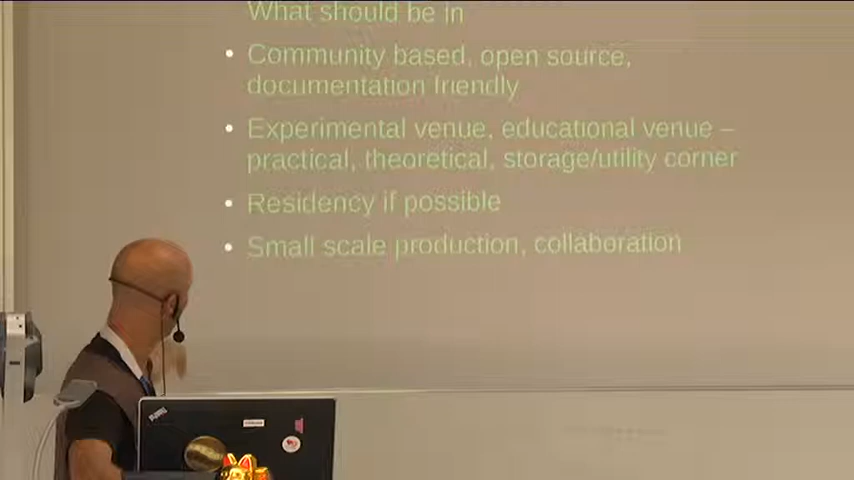 What should be in
• Community based, open source,
documentation friendly
• Experimental venue, educational venue –
practical, theoretical, storage/utility corner
• Residency if possible
• Small scale production, collaboration